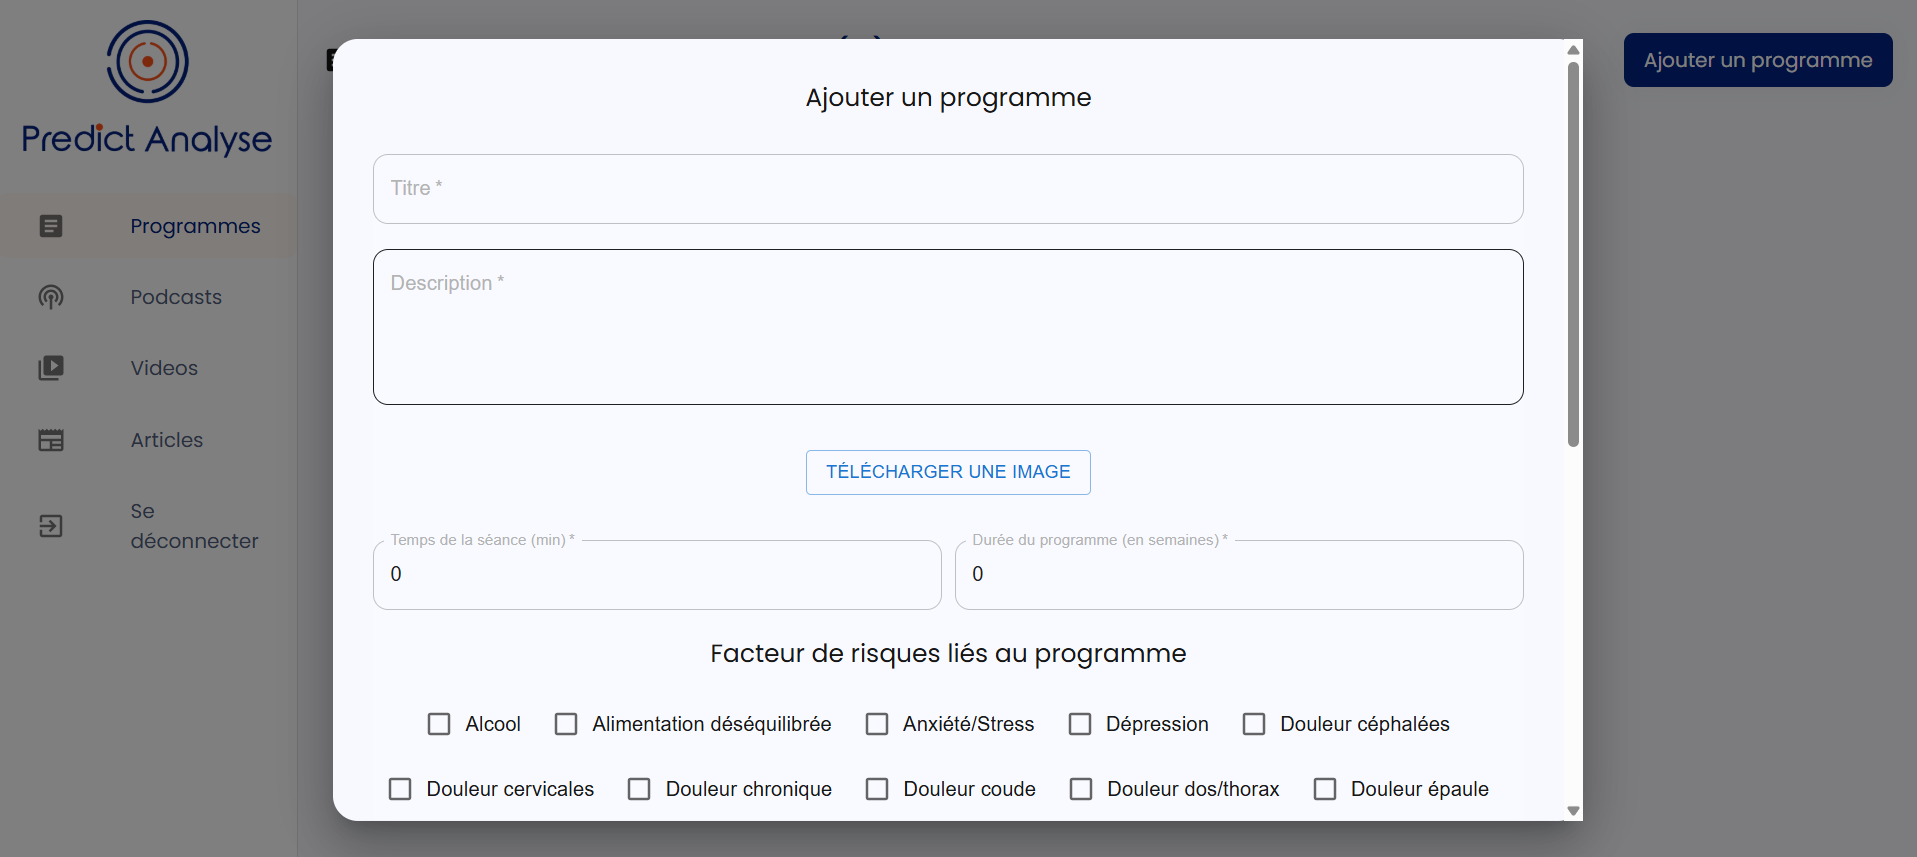 Predict Analyse
Programmes
Podcasts
Videos
Articles
Se
déconnecter
Ajouter un programme
Ajouter un programme
Titre *
Description *
TÉLÉCHARGER UNE IMAGE
Temps de la séance (min) *
0
Durée du programme (en semaines) *
0
Facteur de risques liés au programme
Alcool Alimentation déséquilibrée Anxiété/Stress Dépression Douleur céphalées
Douleur cervicales Douleur chronique Douleur coude Douleur dos/thorax Douleur épaule